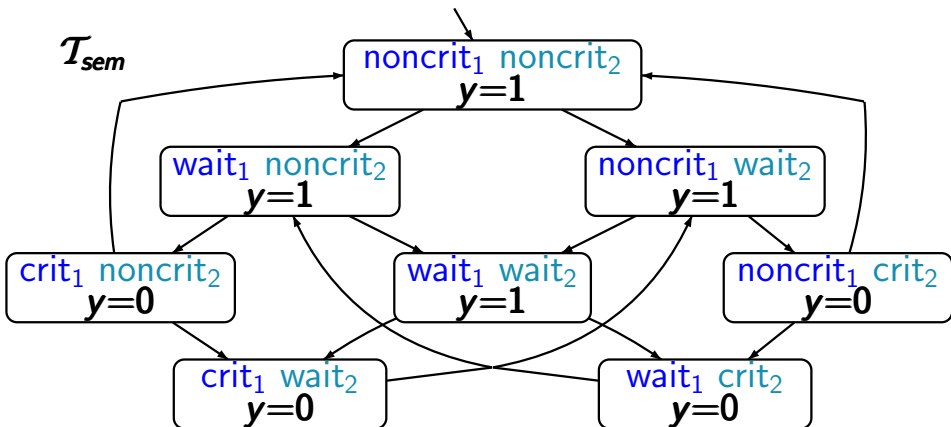 𝒯sem
noncrit₁ noncrit₂
y=1
wait₁ noncrit₂
y=1
noncrit₁ wait₂
y=1
crit₁ noncrit₂
y=0
wait₁ wait₂
y=1
noncrit₁ crit₂
y=0
crit₁ wait₂
y=0
wait₁ crit₂
y=0